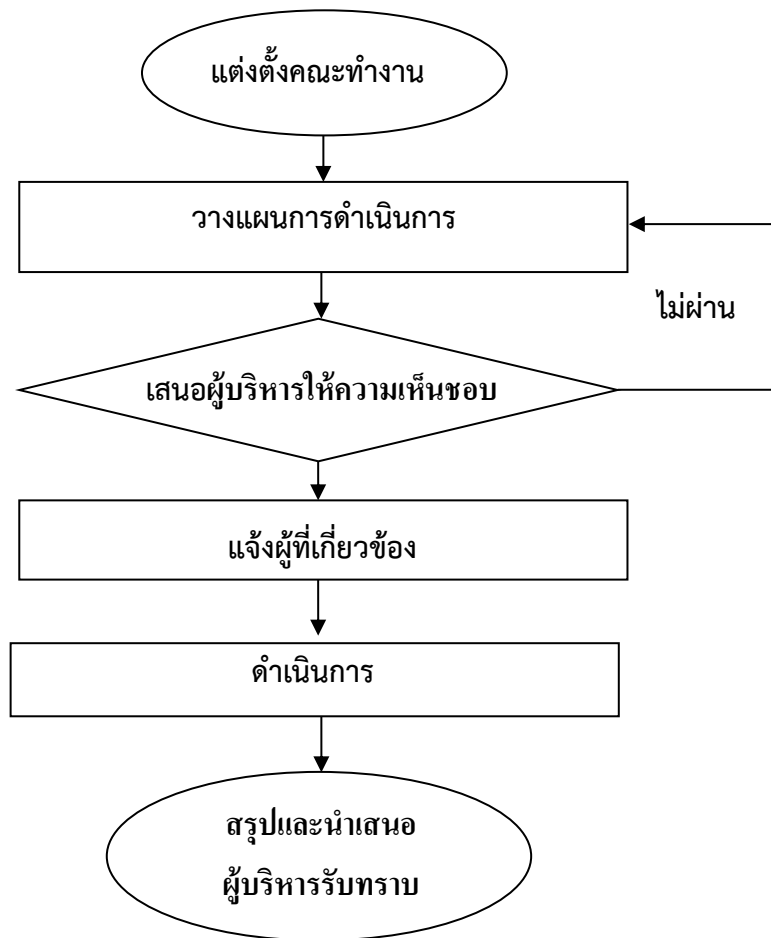 แต่งตั้งคณะทำงาน
วางแผนการดำเนินการ
ไม่ผ่าน
เสนอผู้บริหารให้ความเห็นชอบ
แจ้งผู้ที่เกี่ยวข้อง
ดำเนินการ
สรุปและนำเสนอ
ผู้บริหารรับทราบ